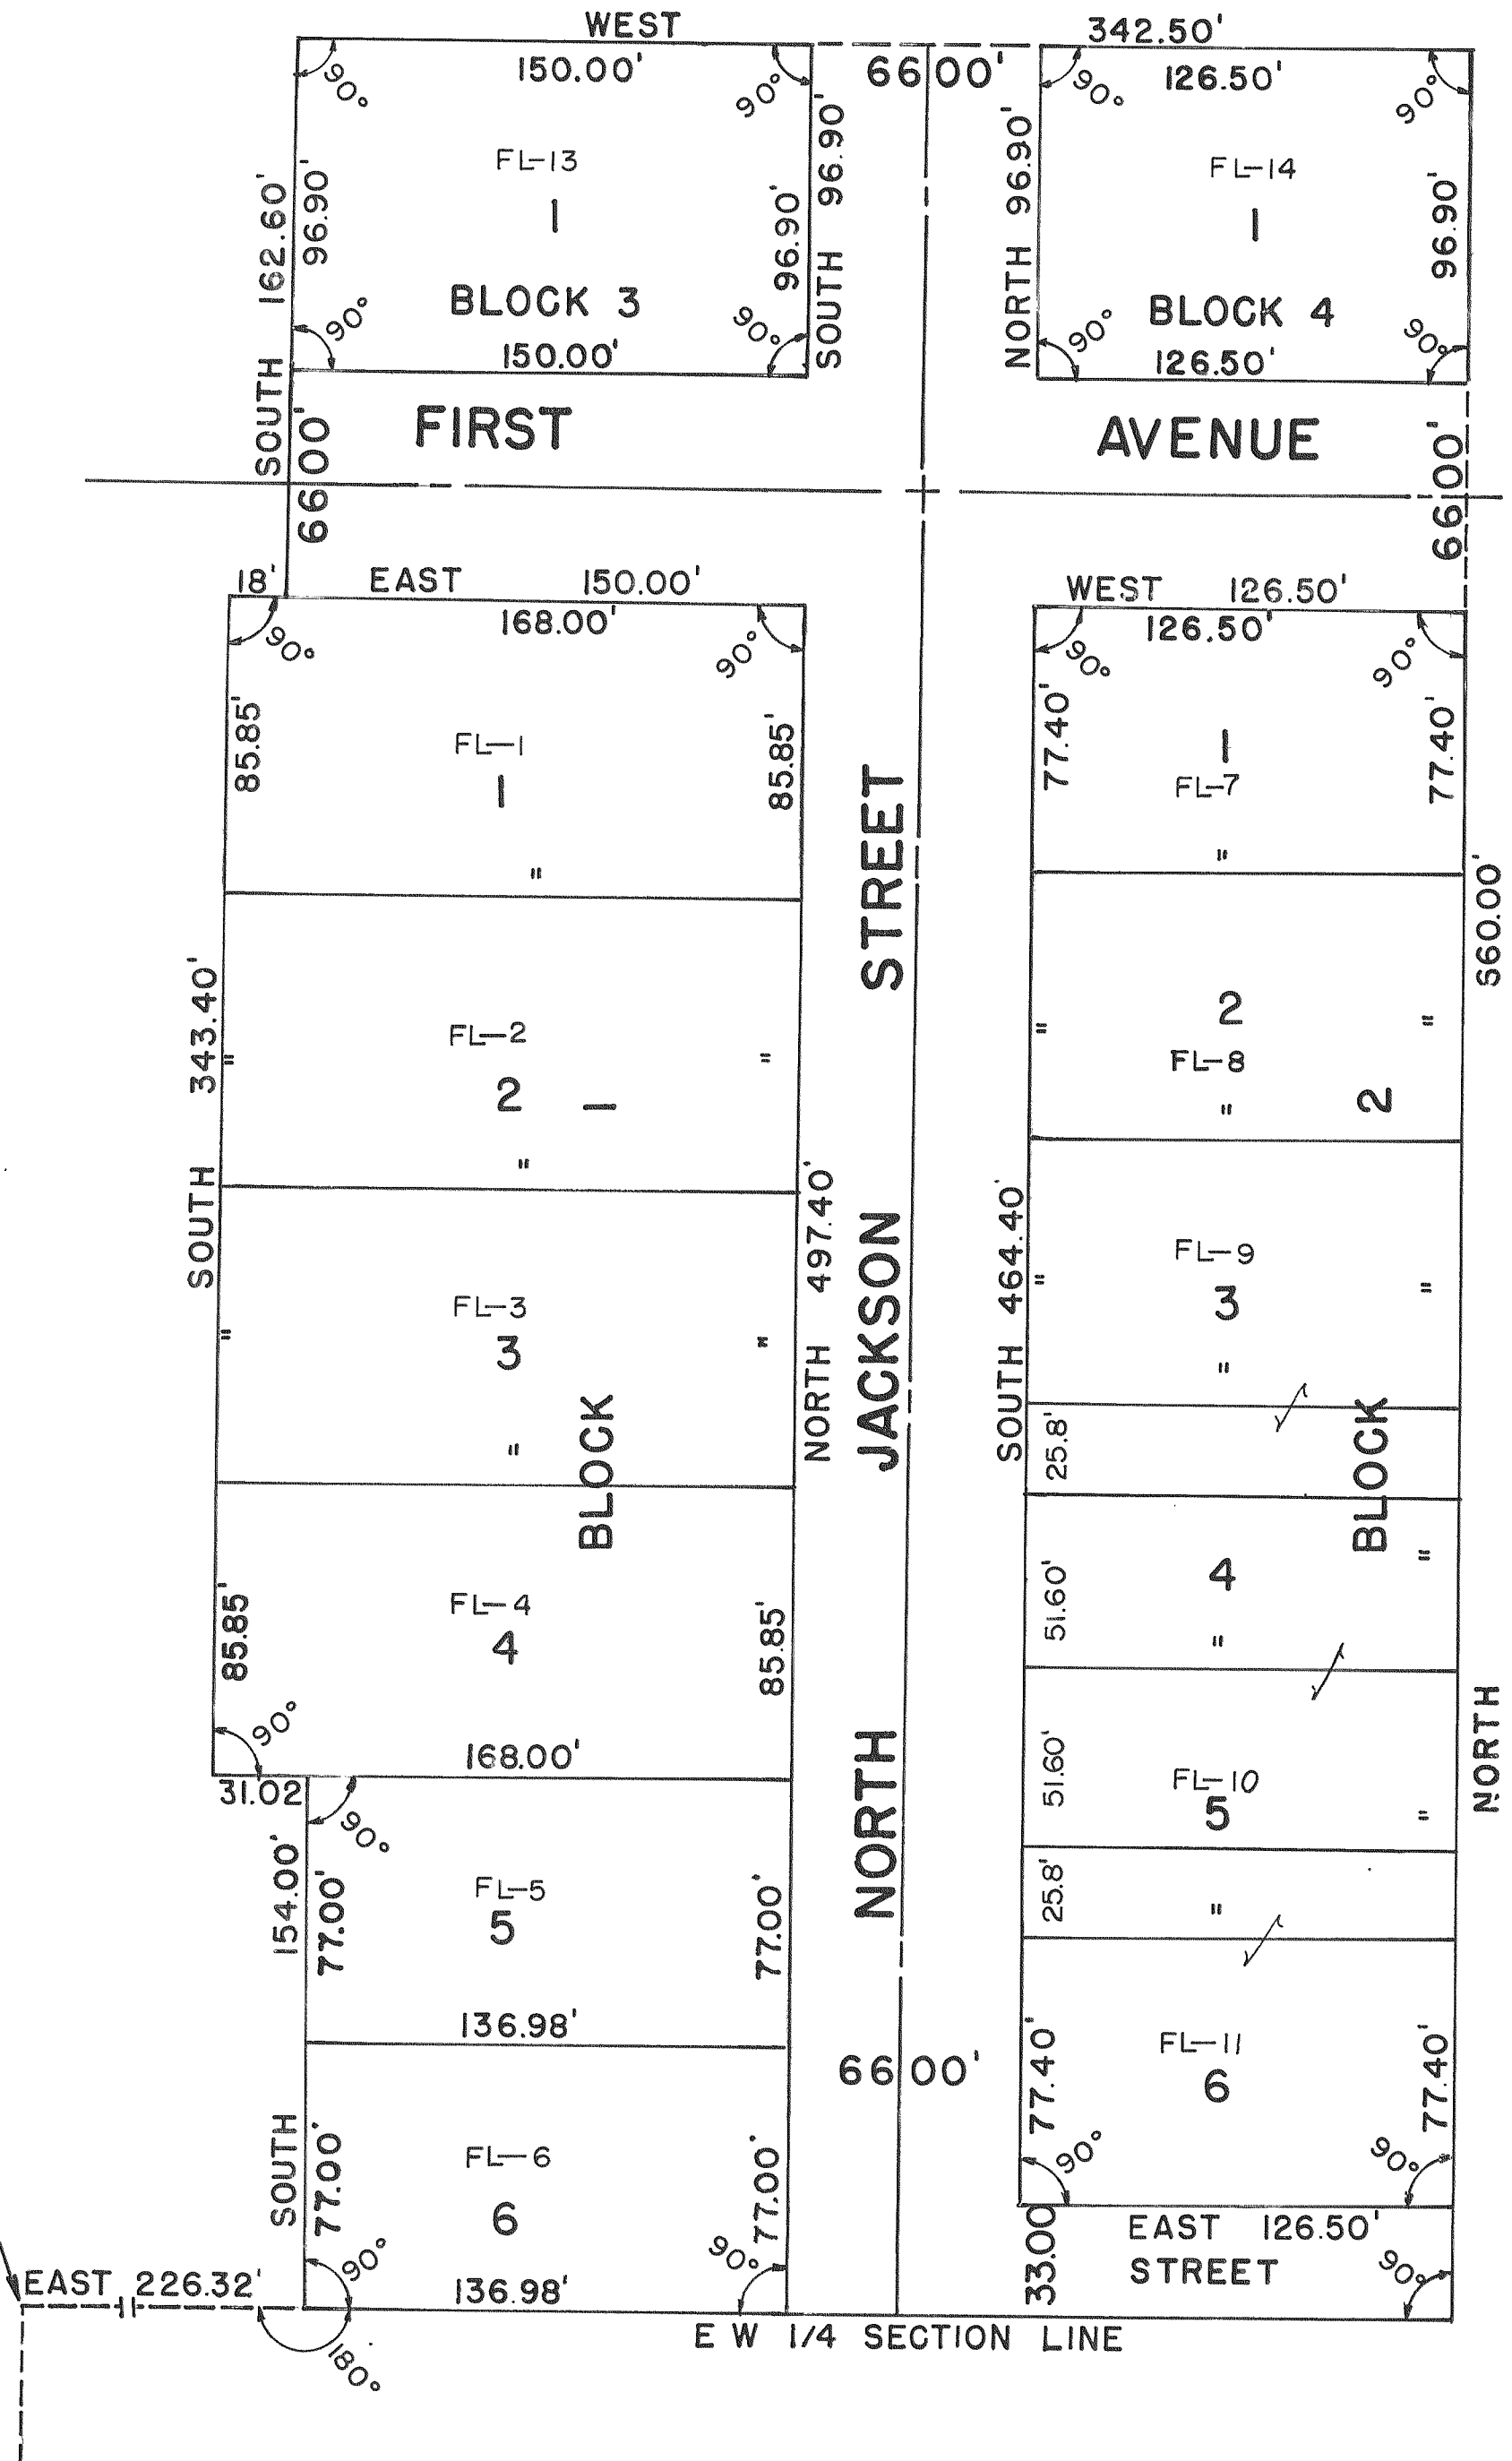 WEST 342.50'
150.00' 66 00' 126.50'
90° 90° 90° 90°
SOUTH 162.60'
96.90'
FL-13
1
BLOCK 3
96.90'
SOUTH 96.90'
90° 90°
150.00'
NORTH 96.90'
FL-14
1
BLOCK 4
96.90'
90° 90°
126.50'
FIRST AVENUE
66 00'
66 00'
18' EAST 150.00'
168.00'
90° 90°
WEST 126.50'
126.50'
90° 90°
85.85'
FL-1
1
85.85'
"
77.40'
1
FL-7
77.40'
"
NORTH JACKSON STREET
SOUTH 343.40'
"
FL-2
2
"
"
BLOCK 1
"
FL-3
3
"
"
NORTH 497.40'
85.85'
FL-4
4
85.85'
90°
168.00'
31.02
90°
SOUTH 154.00'
77.00'
FL-5
5
77.00'
136.98'
77.00'
FL-6
6
77.00'
90° 90°
136.98'
SOUTH 464.40'
"
2
FL-8
"
"
BLOCK 2
"
FL-9
3
"
"
25.8'
51.60'
4
"
"
51.60'
FL-10
5
"
25.8'
"
77.40'
FL-11
6
77.40'
90° 90°
NORTH 560.00'
66 00'
33.00
EAST 126.50'
STREET
90°
EAST 226.32'
180°
E W 1/4 SECTION LINE